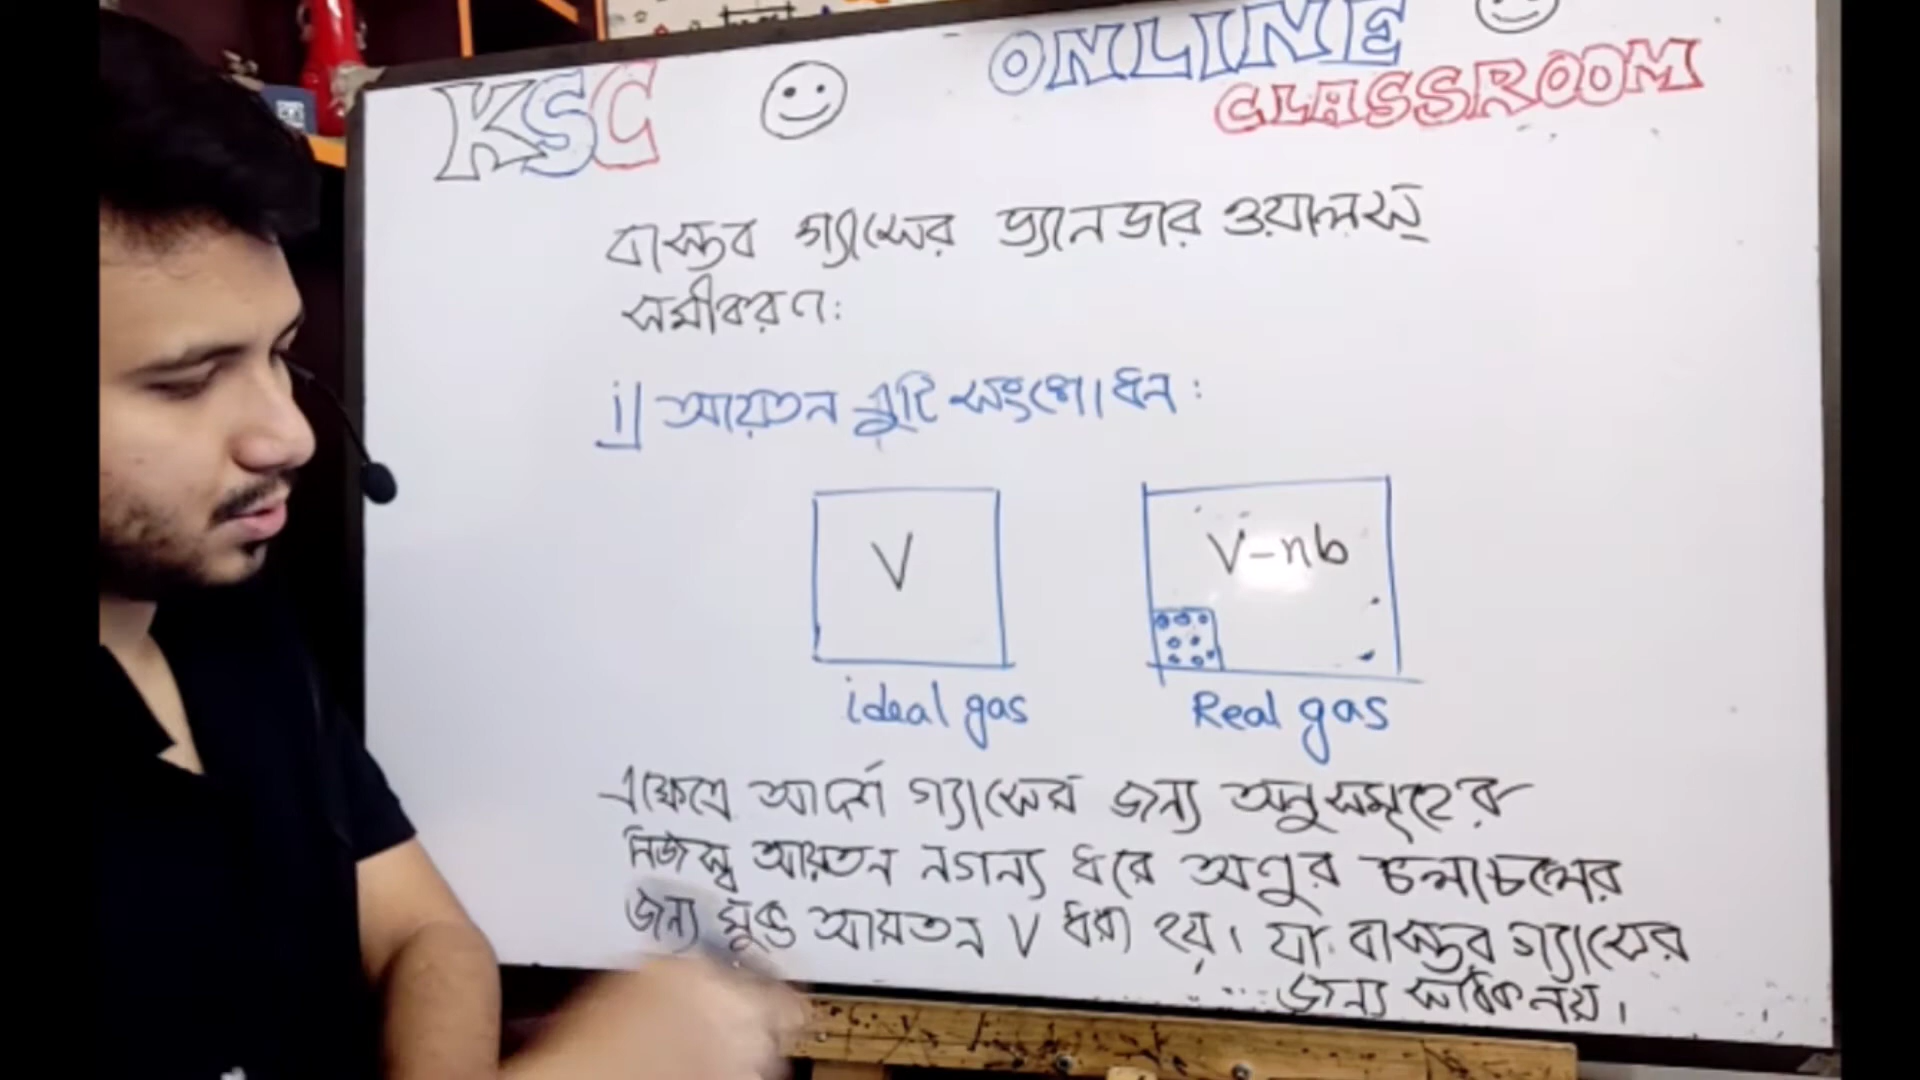 KSC ONLINE
CLASSROOM
বাস্তব গ্যাসের ভ্যানডার ওয়ালস্
সমীকরণ:
i) আয়তন ত্রুটি সংশোধন:
V
V-nb
ideal gas
Real gas
এক্ষেত্রে আদর্শ গ্যাসের জন্য অনুসমূহের
নিজস্ব আয়তন নগন্য ধরে অণুর চলাচলের
জন্য মুক্ত আয়তন V ধরা হয়। যা বাস্তব গ্যাসের
জন্য সঠিক নয়।